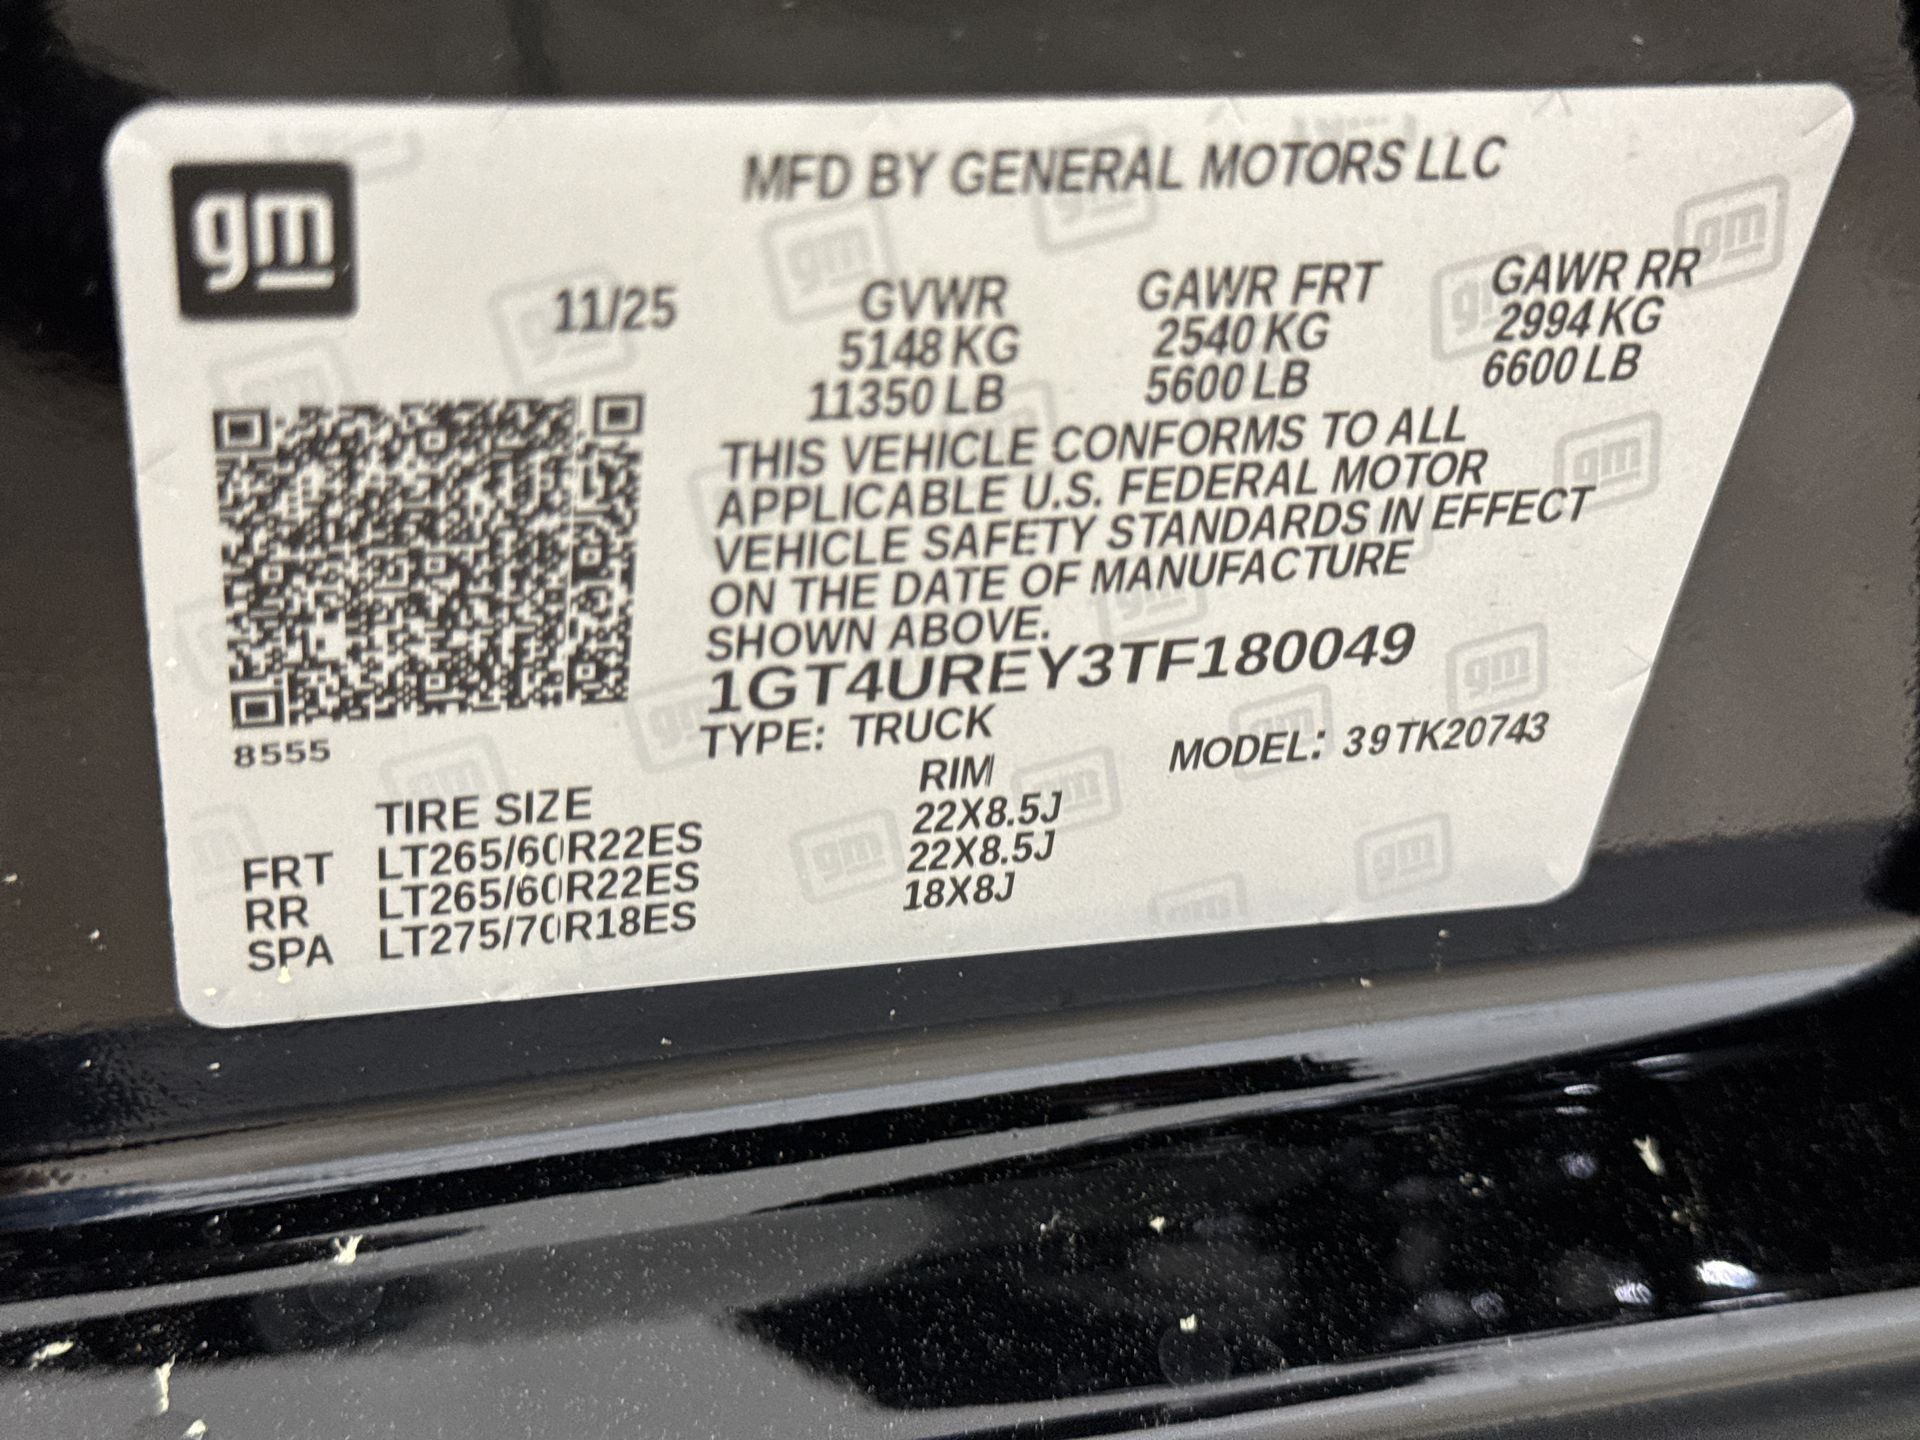 gm
MFD BY GENERAL MOTORS LLC
11/25 GVWR GAWR FRT GAWR RR
5148 KG 2540 KG 2994 KG
11350 LB 5600 LB 6600 LB
THIS VEHICLE CONFORMS TO ALL
APPLICABLE U.S. FEDERAL MOTOR
VEHICLE SAFETY STANDARDS IN EFFECT
ON THE DATE OF MANUFACTURE
SHOWN ABOVE.
1GT4UREY3TF180049
8555
TYPE: TRUCK MODEL: 39TK20743
TIRE SIZE RIM
FRT LT265/60R22ES 22X8.5J
RR LT265/60R22ES 22X8.5J
SPA LT275/70R18ES 18X8J